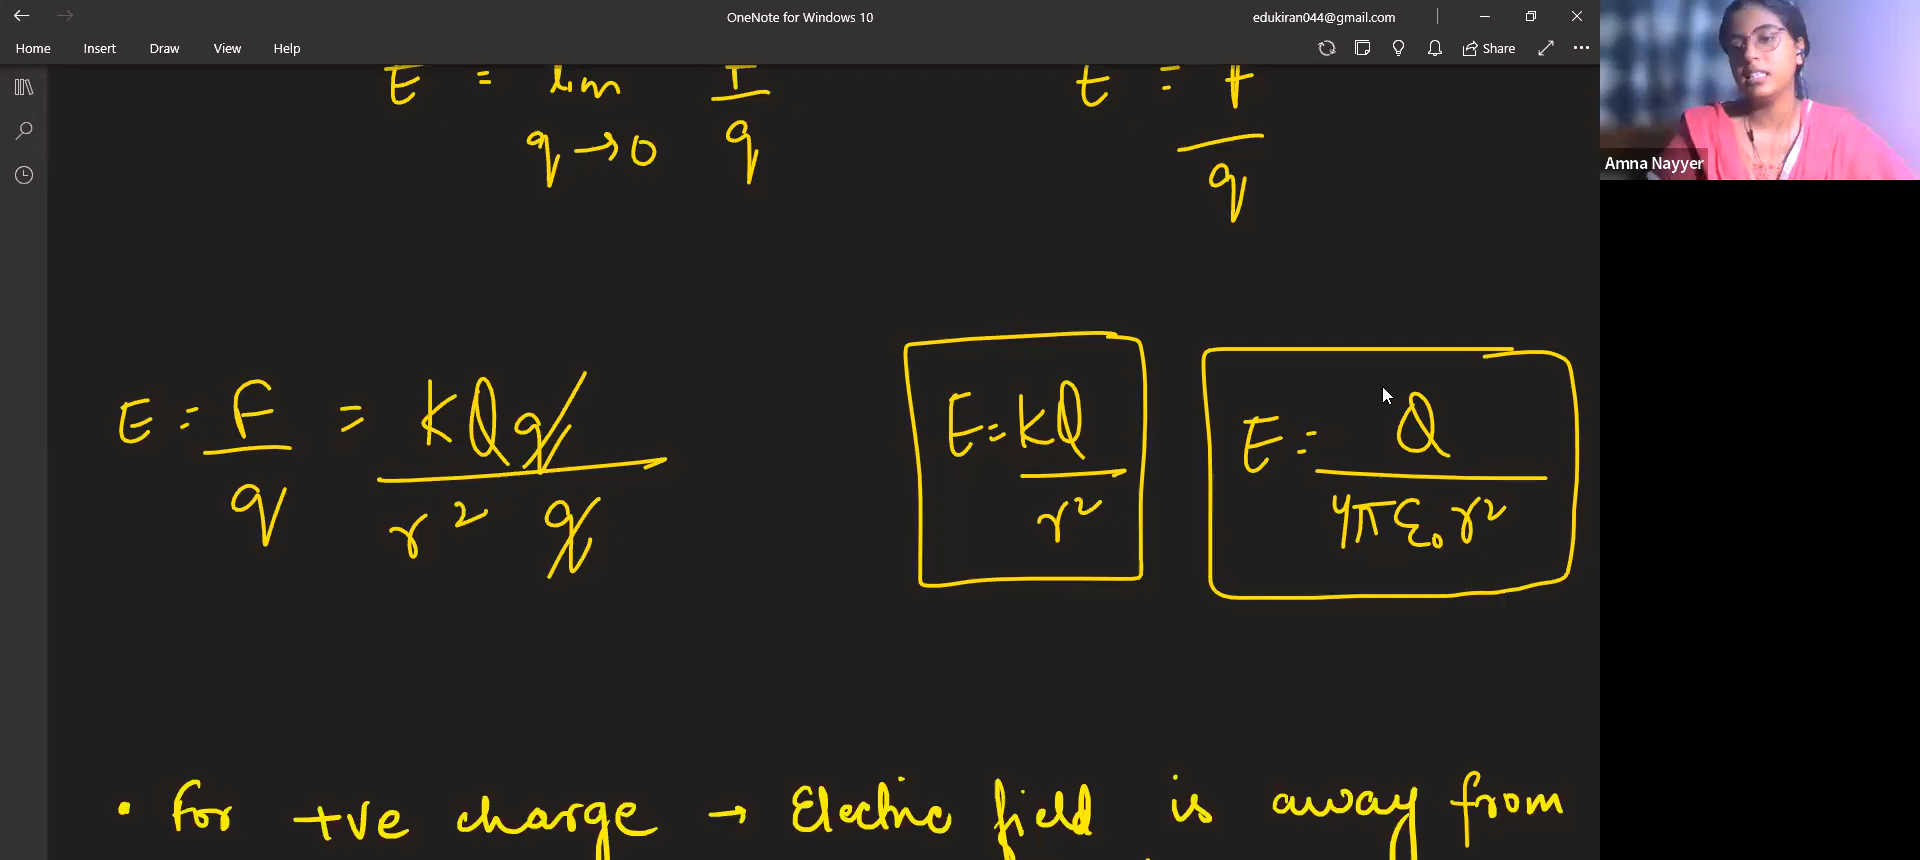 OneNote for Windows 10
edukiran044@gmail.com
Home Insert Draw View Help
Share
Amna Nayyer
E = lim F/q
q→0
E = F/q
E = F/q = KQq/r² q
E = KQ/r²
E = Q/4πε₀r²
• For +ve charge → Electric field is away from